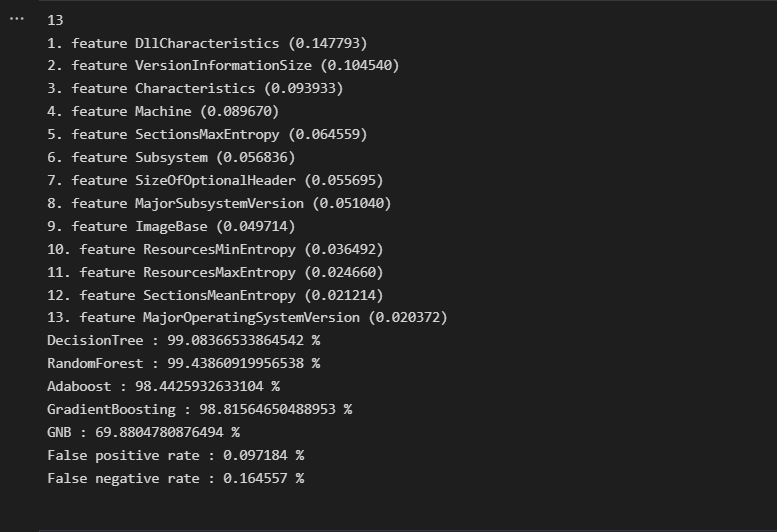 13
1. feature DllCharacteristics (0.147793)
2. feature VersionInformationSize (0.104540)
3. feature Characteristics (0.093933)
4. feature Machine (0.089670)
5. feature SectionsMaxEntropy (0.064559)
6. feature Subsystem (0.056836)
7. feature SizeOfOptionalHeader (0.055695)
8. feature MajorSubsystemVersion (0.051040)
9. feature ImageBase (0.049714)
10. feature ResourcesMinEntropy (0.036492)
11. feature ResourcesMaxEntropy (0.024660)
12. feature SectionsMeanEntropy (0.021214)
13. feature MajorOperatingSystemVersion (0.020372)
DecisionTree : 99.08366533864542 %
RandomForest : 99.43860919956538 %
Adaboost : 98.4425932633104 %
GradientBoosting : 98.81564650488953 %
GNB : 69.8804780876494 %
False positive rate : 0.097184 %
False negative rate : 0.164557 %